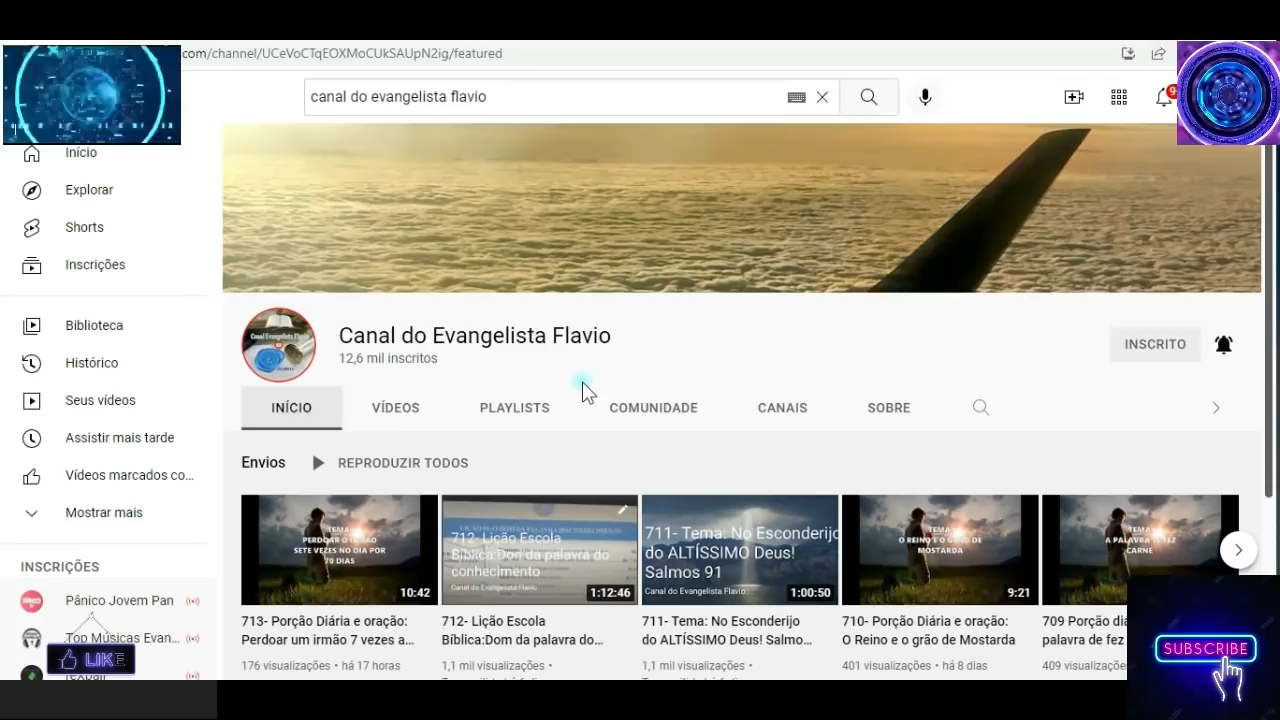 com/channel/UCeVoCTqEOXMoCUkSAUpN2ig/featured
canal do evangelista flavio
9
Início
Explorar
Shorts
Inscrições
Biblioteca
Histórico
Seus vídeos
Assistir mais tarde
Vídeos marcados co...
Mostrar mais
INSCRIÇÕES
Pânico Jovem Pan
Top Músicas Evan...
LIKE
Canal do Evangelista Flavio
12,6 mil inscritos
INSCRITO
INÍCIO
VÍDEOS
PLAYLISTS
COMUNIDADE
CANAIS
SOBRE
Envios
REPRODUZIR TODOS
TEMA
PERDOAR O IRMÃO
SETE VEZES NO DIA POR
70 DIAS
10:42
713- Porção Diária e oração:
Perdoar um irmão 7 vezes a...
176 visualizações • há 17 horas
712- Lição Escola
Bíblica:Dom da palavra do
conhecimento
Canal do Evangelista Flavio
1:12:46
712- Lição Escola
Bíblica:Dom da palavra do...
1,1 mil visualizações •
711- Tema: No Esconderijo
do ALTÍSSIMO Deus!
Salmos 91
Canal do Evangelista Flavio
1:00:50
711- Tema: No Esconderijo
do ALTÍSSIMO Deus! Salmo...
1,1 mil visualizações •
TEMA
O REINO E O GRÃO DE
MOSTARDA
9:21
710- Porção Diária e oração:
O Reino e o grão de Mostarda
401 visualizações • há 8 dias
TEMA
A PALAVRA SE FEZ
CARNE
709 Porção diá
palavra de fez
409 visualizaçõe
SUBSCRIBE